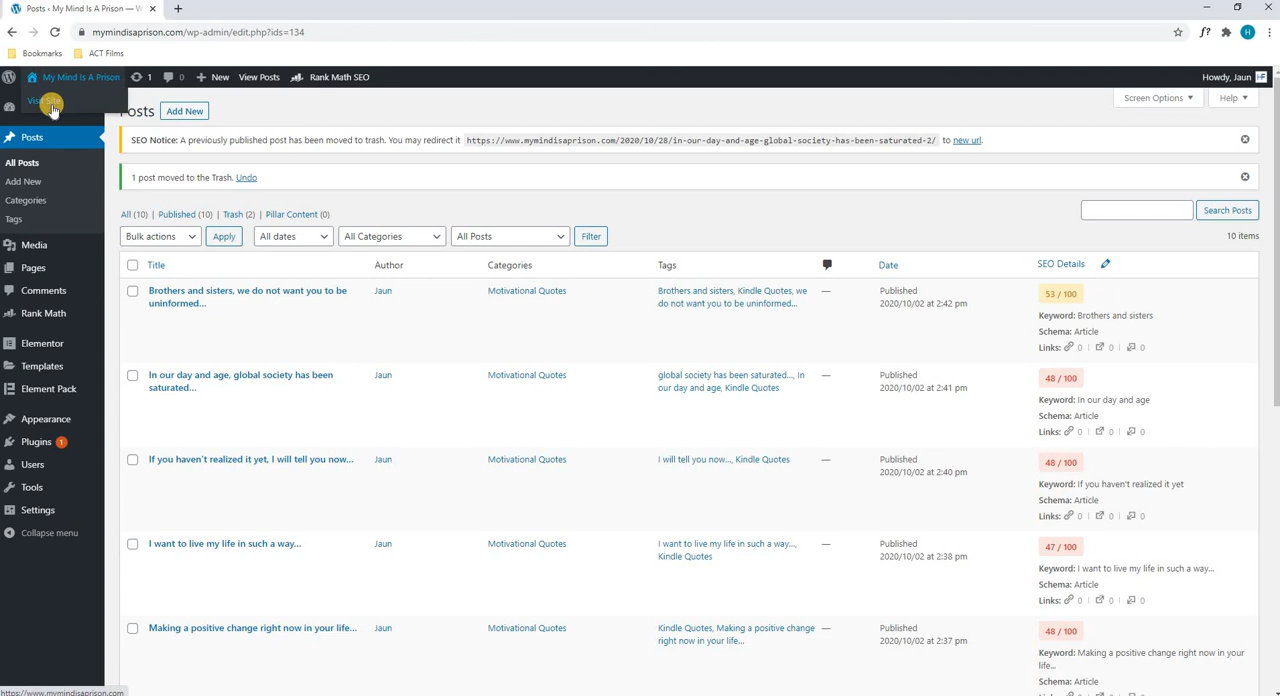 Posts ‹ My Mind Is A Prison — W
mymindisaprison.com/wp-admin/edit.php?ids=134
f?
H
Bookmarks
ACT Films
My Mind Is A Prison
1
0
New
View Posts
Rank Math SEO
Howdy, Jaun
Visit Site
Screen Options
Help
Posts
Add New
SEO Notice: A previously published post has been moved to trash. You may redirect it https://www.mymindisaprison.com/2020/10/28/in-our-day-and-age-global-society-has-been-saturated-2/ to new url.
1 post moved to the Trash. Undo
Posts
All Posts
Add New
Categories
Tags
Media
Pages
Comments
Rank Math
Elementor
Templates
Element Pack
Appearance
Plugins 1
Users
Tools
Settings
Collapse menu
All (10) | Published (10) | Trash (2) | Pillar Content (0)
Search Posts
Bulk actions
Apply
All dates
All Categories
All Posts
Filter
10 items
Title
Author
Categories
Tags
Date
SEO Details
Brothers and sisters, we do not want you to be
uninformed...
Jaun
Motivational Quotes
Brothers and sisters, Kindle Quotes, we
do not want you to be uninformed...
—
Published
2020/10/02 at 2:42 pm
53 / 100
Keyword: Brothers and sisters
Schema: Article
Links: 0 | 0 | 0
In our day and age, global society has been
saturated...
Jaun
Motivational Quotes
global society has been saturated..., In
our day and age, Kindle Quotes
—
Published
2020/10/02 at 2:41 pm
48 / 100
Keyword: In our day and age
Schema: Article
Links: 0 | 0 | 0
If you haven't realized it yet, I will tell you now...
Jaun
Motivational Quotes
I will tell you now..., Kindle Quotes
—
Published
2020/10/02 at 2:40 pm
48 / 100
Keyword: If you haven't realized it yet
Schema: Article
Links: 0 | 0 | 0
I want to live my life in such a way...
Jaun
Motivational Quotes
I want to live my life in such a way...,
Kindle Quotes
—
Published
2020/10/02 at 2:38 pm
47 / 100
Keyword: I want to live my life in such a way...
Schema: Article
Links: 0 | 0 | 0
Making a positive change right now in your life...
Jaun
Motivational Quotes
Kindle Quotes, Making a positive change
right now in your life...
—
Published
2020/10/02 at 2:37 pm
48 / 100
Keyword: Making a positive change right now in your
life...
Schema: Article
Links: 0 | 0 | 0
https://www.mymindisaprison.com